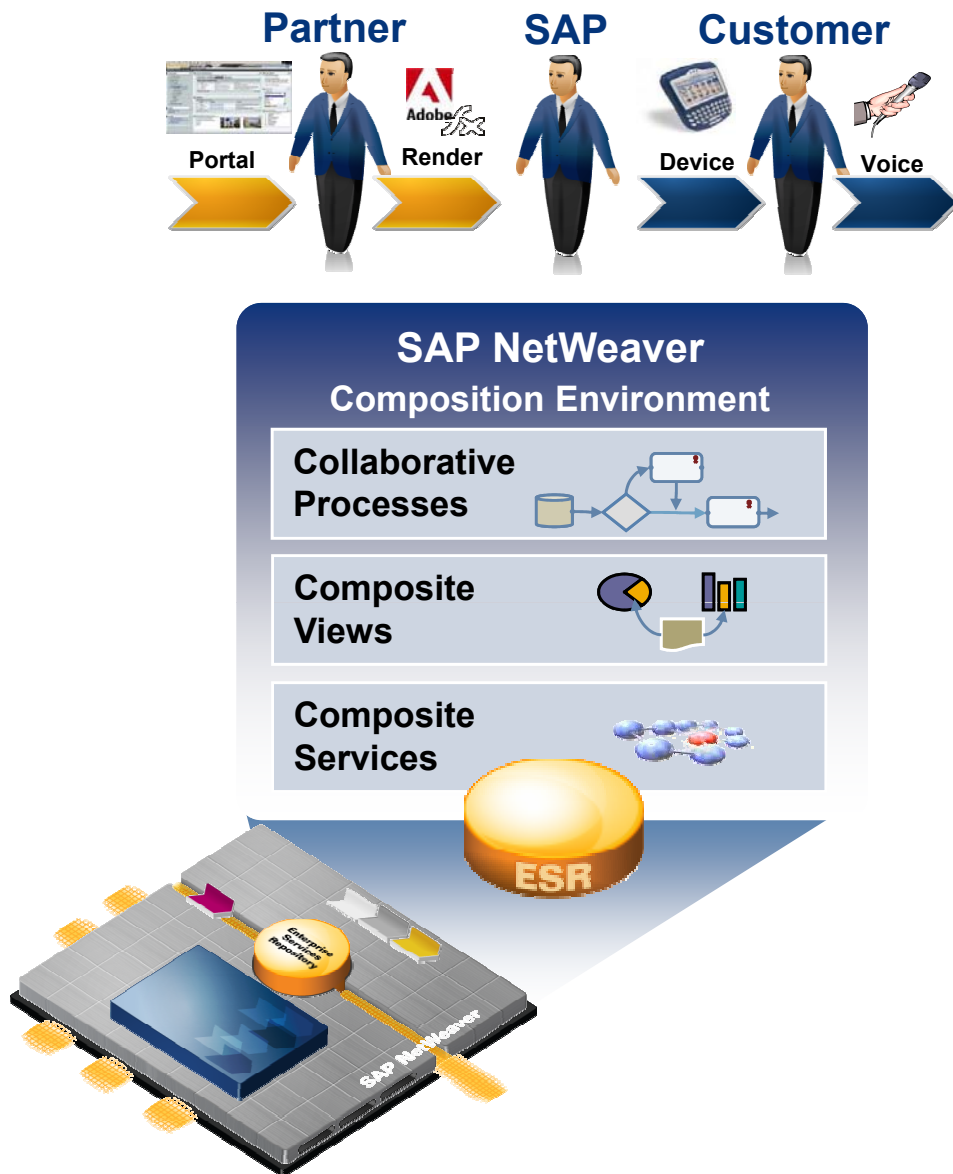 Partner
SAP
Customer
Adobe
Portal
Render
Device
Voice
SAP NetWeaver
Composition Environment
Collaborative
Processes
Composite
Views
Composite
Services
ESR
Enterprise
Services
Repository
SAP NetWeaver